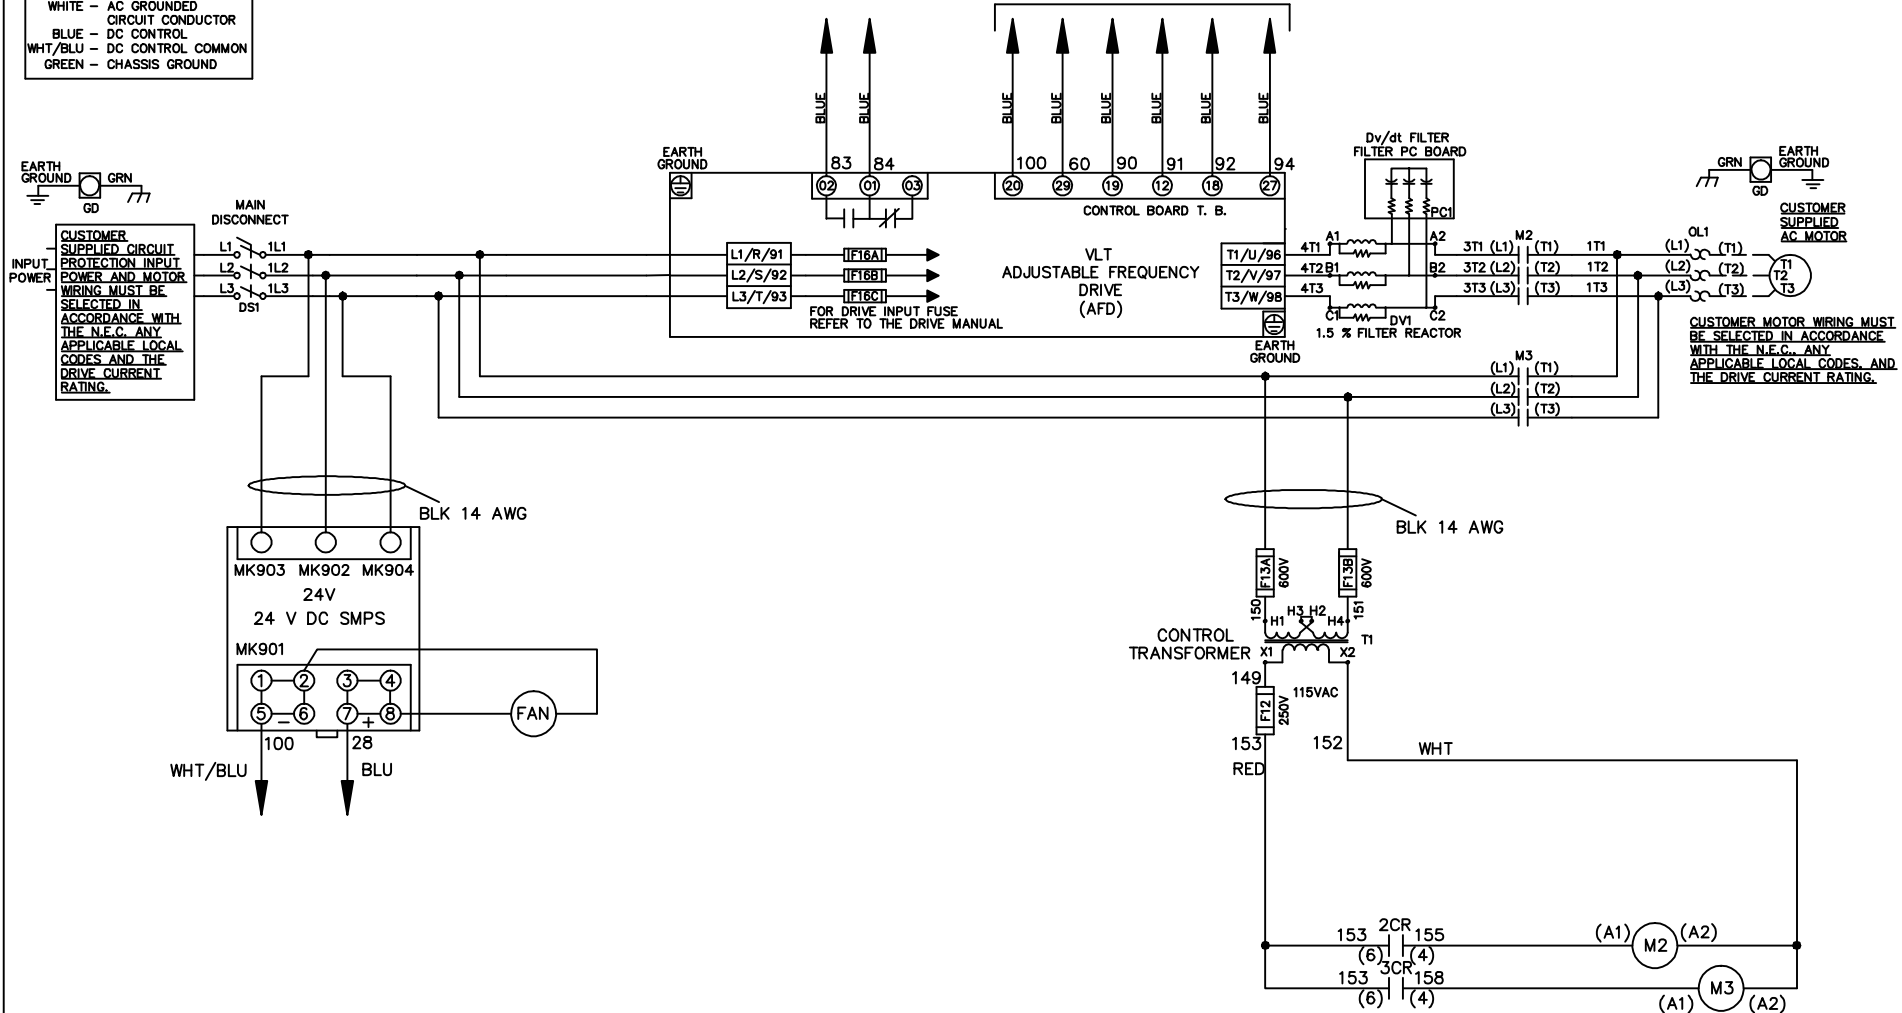 WHITE – AC GROUNDED
CIRCUIT CONDUCTOR
BLUE – DC CONTROL
WHT/BLU – DC CONTROL COMMON
GREEN – CHASSIS GROUND
BLUE
BLUE
BLUE
BLUE
BLUE
BLUE
BLUE
BLUE
83
84
100
60
90
91
92
94
02
01
03
20
29
19
12
18
27
CONTROL BOARD T. B.
EARTH
GROUND
GRN
GD
EARTH
GROUND
Dv/dt FILTER
FILTER PC BOARD
PC1
GRN
GD
EARTH
GROUND
CUSTOMER
SUPPLIED
AC MOTOR
INPUT
POWER
CUSTOMER
SUPPLIED CIRCUIT
PROTECTION INPUT
POWER AND MOTOR
WIRING MUST BE
SELECTED IN
ACCORDANCE WITH
THE N.E.C. ANY
APPLICABLE LOCAL
CODES AND THE
DRIVE CURRENT
RATING.
MAIN
DISCONNECT
L1 1L1
L2 1L2
L3 1L3
DS1
L1/R/91
L2/S/92
L3/T/93
F16A
F16B
F16C
FOR DRIVE INPUT FUSE
REFER TO THE DRIVE MANUAL
VLT
ADJUSTABLE FREQUENCY
DRIVE
(AFD)
T1/U/96
T2/V/97
T3/W/98
EARTH
GROUND
4T1 A1 A2
4T2 B1 B2
4T3
C1 C2
DV1
1.5 % FILTER REACTOR
M2
3T1 (L1) (T1) 1T1
3T2 (L2) (T2) 1T2
3T3 (L3) (T3) 1T3
OL1
(L1) (T1)
(L2) (T2)
(L3) (T3)
T1
T2
T3
CUSTOMER MOTOR WIRING MUST
BE SELECTED IN ACCORDANCE
WITH THE N.E.C., ANY
APPLICABLE LOCAL CODES, AND
THE DRIVE CURRENT RATING.
M3
(L1) (T1)
(L2) (T2)
(L3) (T3)
BLK 14 AWG
MK903 MK902 MK904
24V
24 V DC SMPS
MK901
1 2 3 4
5 – 6 7 + 8
FAN
100
28
WHT/BLU
BLU
BLK 14 AWG
F13A
600V
F13B
600V
150
151
H1 H3 H2 H4
T1
CONTROL
TRANSFORMER
X1 X2
149
115VAC
F12
250V
153
152
RED
WHT
2CR
153 155
(6) (4)
(A1) M2 (A2)
3CR
153 158
(6) (4)
(A1) M3 (A2)